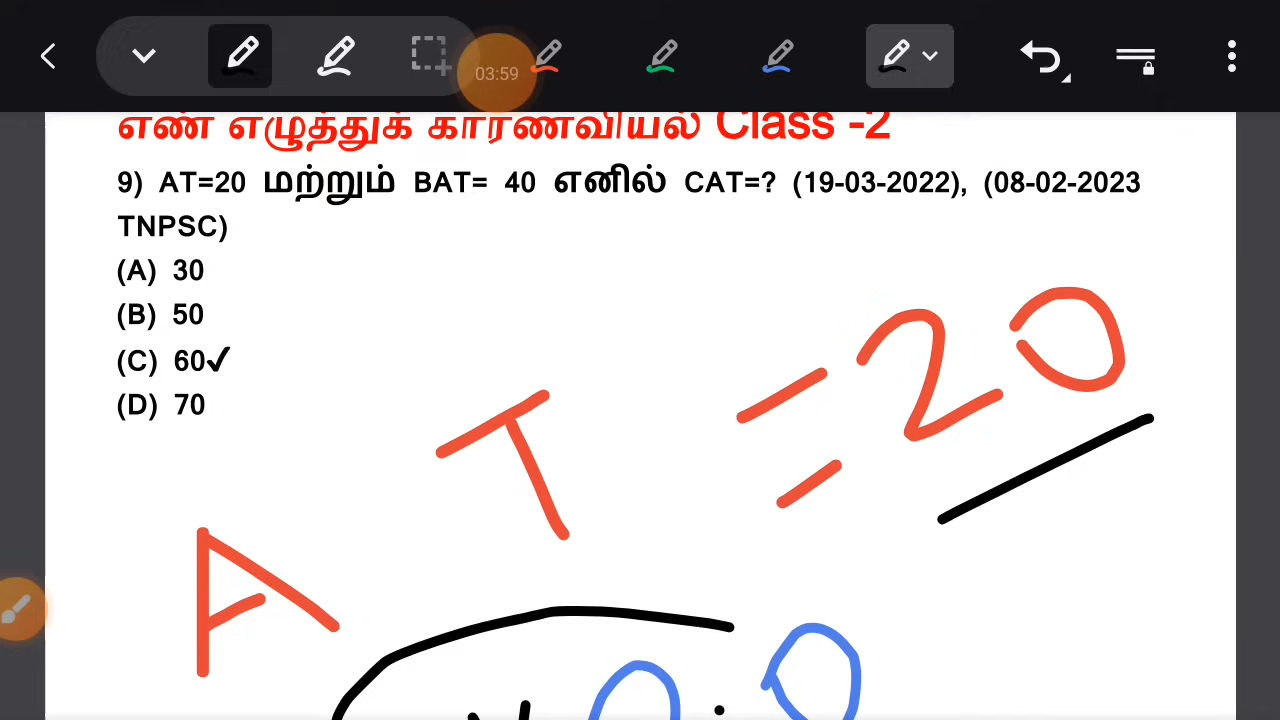 03:59
எண் எழுத்துக் காரணவியல் Class -2
9) AT=20 மற்றும் BAT= 40 எனில் CAT=? (19-03-2022), (08-02-2023
TNPSC)
(A) 30
(B) 50
(C) 60✓
(D) 70
A T = 20